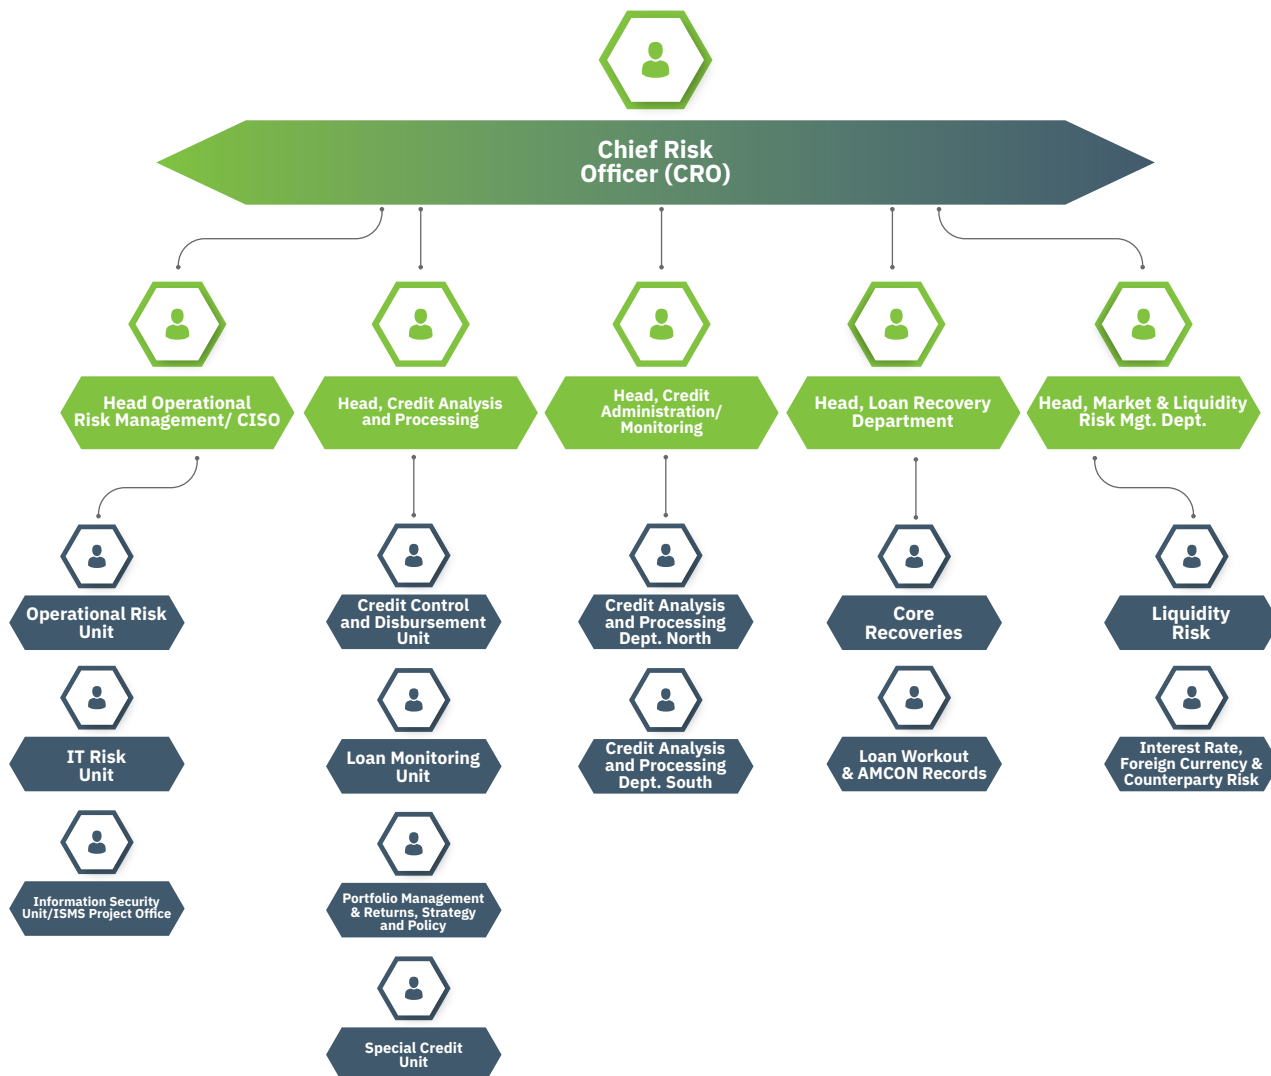 Chief Risk
Officer (CRO)
Head Operational
Risk Management/ CISO
Head, Credit Analysis
and Processing
Head, Credit
Administration/
Monitoring
Head, Loan Recovery
Department
Head, Market & Liquidity
Risk Mgt. Dept.
Operational Risk
Unit
Credit Control
and Disbursement
Unit
Credit Analysis
and Processing
Dept. North
Core
Recoveries
Liquidity
Risk
IT Risk
Unit
Loan Monitoring
Unit
Credit Analysis
and Processing
Dept. South
Loan Workout
& AMCON Records
Interest Rate,
Foreign Currency &
Counterparty Risk
Information Security
Unit/ISMS Project Office
Portfolio Management
& Returns, Strategy
and Policy
Special Credit
Unit